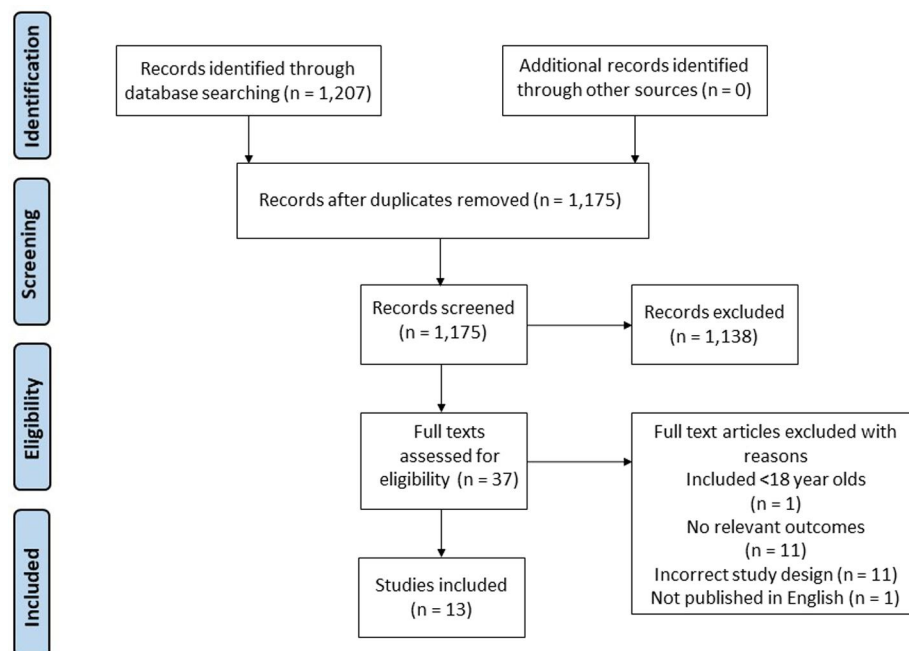 Identification
Records identified through
database searching (n = 1,207)
Additional records identified
through other sources (n = 0)
Screening
Records after duplicates removed (n = 1,175)
Records screened
(n = 1,175)
Records excluded
(n = 1,138)
Eligibility
Full texts
assessed for
eligibility (n = 37)
Full text articles excluded with
reasons
Included <18 year olds
(n = 1)
No relevant outcomes
(n = 11)
Incorrect study design (n = 11)
Not published in English (n = 1)
Included
Studies included
(n = 13)